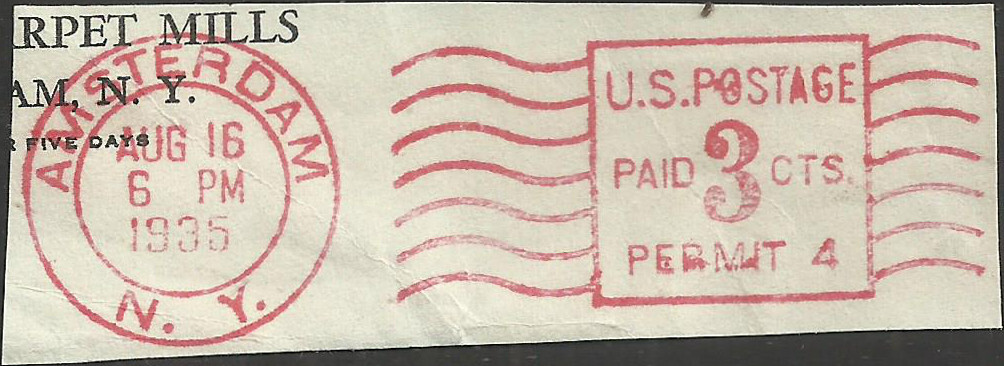 RPET MILLS
AM, N. Y.
R FIVE DAYS
AMSTERDAM
AUG 16
6 PM
1935
N. Y.
U.S.POSTAGE
PAID 3 CTS.
PERMIT 4